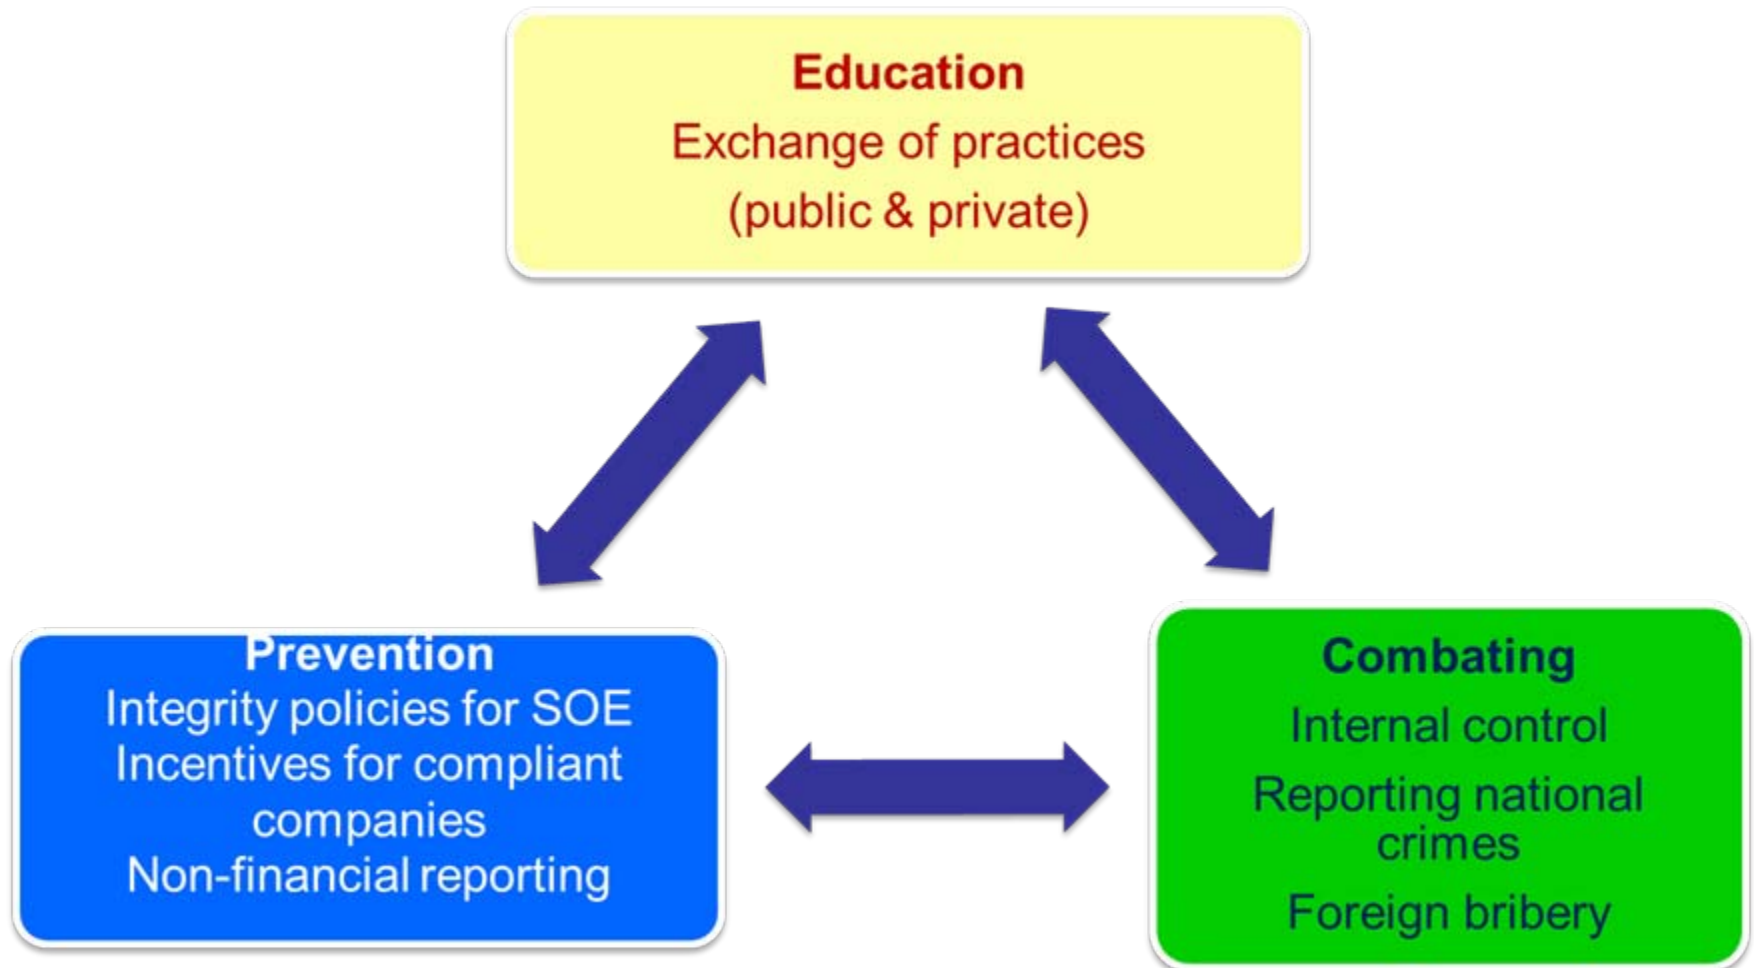 Education
Exchange of practices
(public & private)
Prevention
Integrity policies for SOE
Incentives for compliant
companies
Non-financial reporting
Combating
Internal control
Reporting national
crimes
Foreign bribery